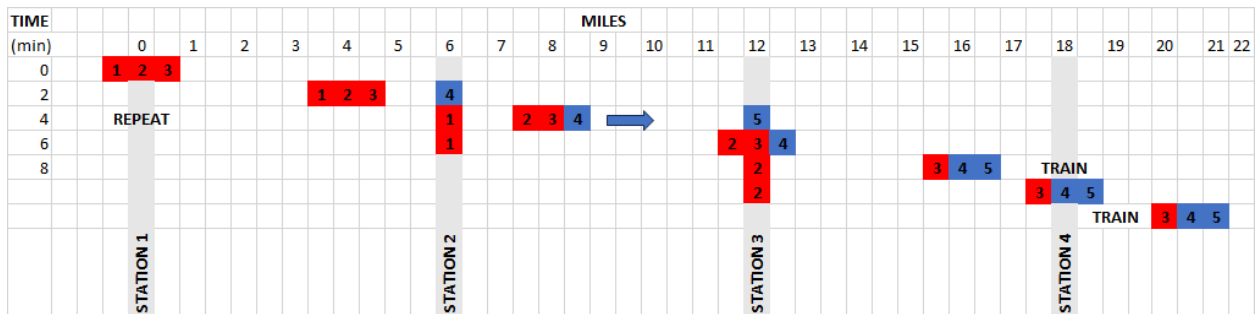 TIME MILES
(min) 0 1 2 3 4 5 6 7 8 9 10 11 12 13 14 15 16 17 18 19 20 21 22
0 1 2 3
2 1 2 3 4
4 REPEAT 1 2 3 4 5
6 1 2 3 4
8 2 3 4 5 TRAIN
2 3 4 5
TRAIN 3 4 5
STATION 1 STATION 2 STATION 3 STATION 4